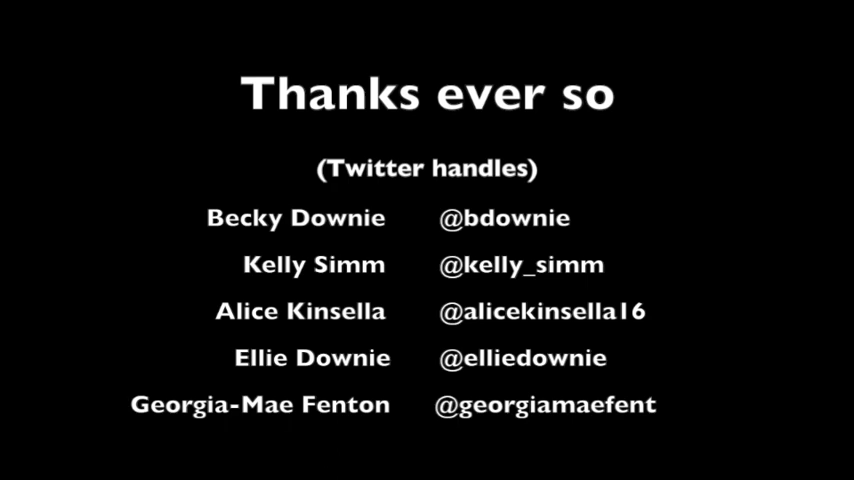 Thanks ever so
(Twitter handles)
Becky Downie @bdownie
Kelly Simm @kelly_simm
Alice Kinsella @alicekinsella16
Ellie Downie @elliedownie
Georgia-Mae Fenton @georgiamaefent